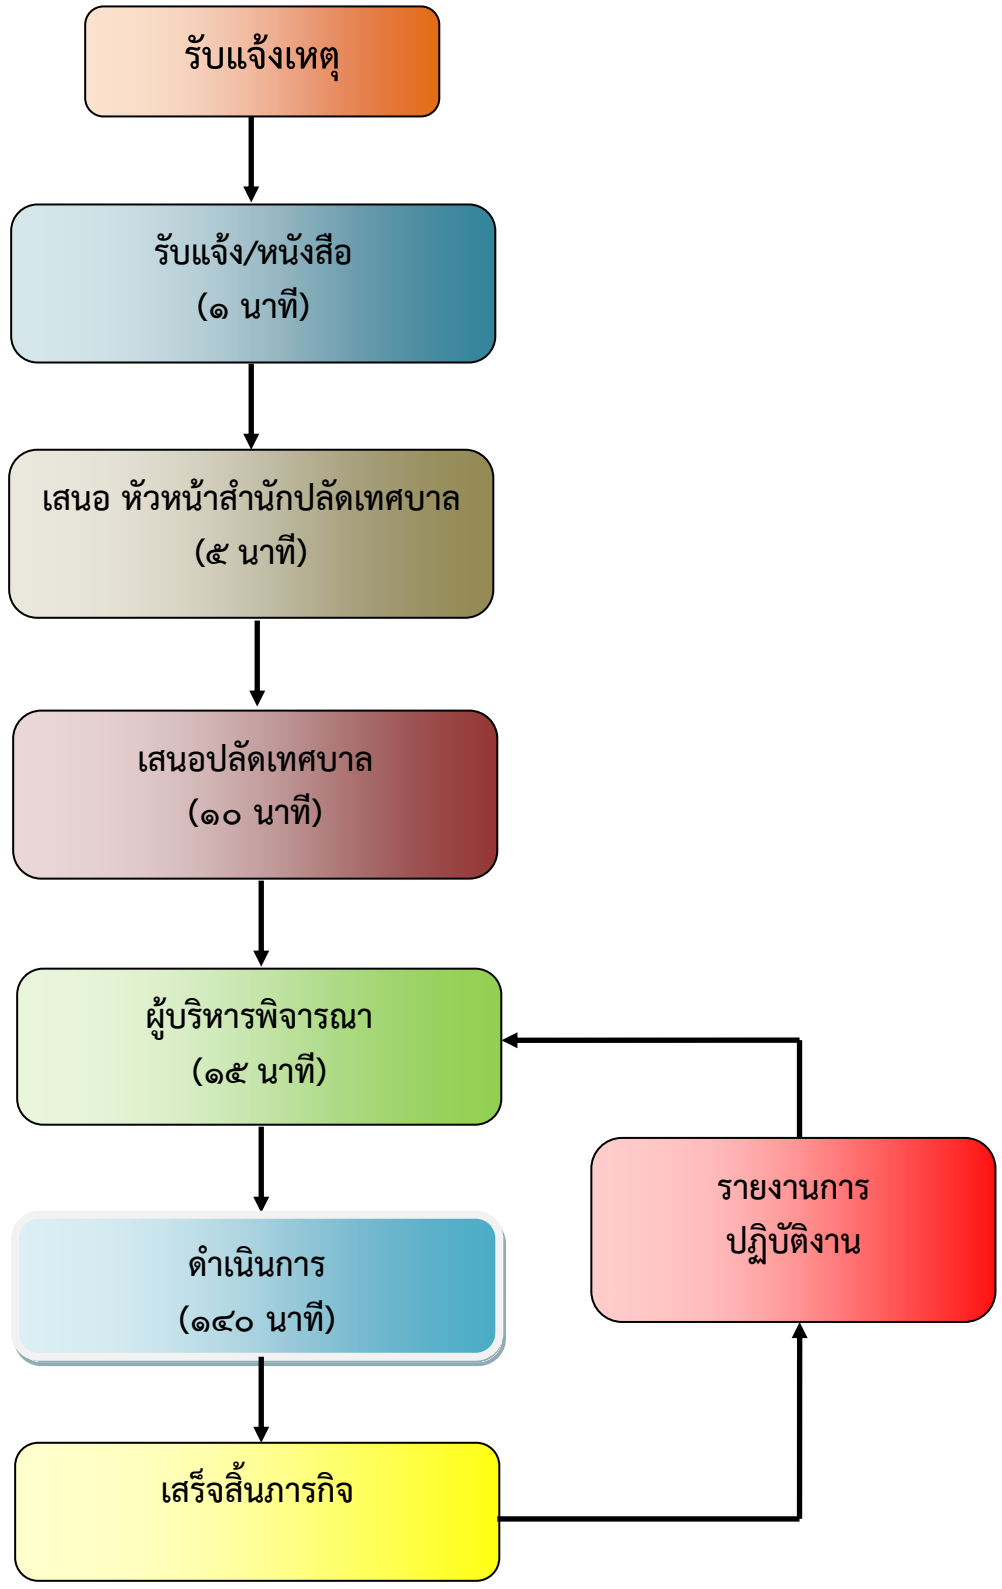 รับแจ้งเหตุ
รับแจ้ง/หนังสือ
(๑ นาที)
เสนอ หัวหน้าสำนักปลัดเทศบาล
(๕ นาที)
เสนอปลัดเทศบาล
(๑๐ นาที)
ผู้บริหารพิจารณา
(๑๕ นาที)
รายงานการ
ปฏิบัติงาน
ดำเนินการ
(๑๔๐ นาที)
เสร็จสิ้นภารกิจ